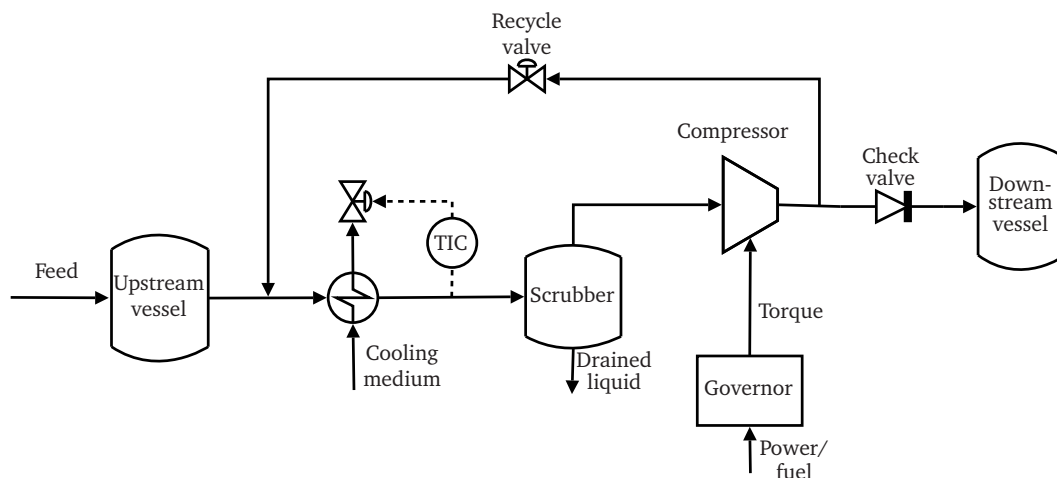 Recycle
valve
Compressor
Check
valve
Down-
stream
vessel
TIC
Feed
Upstream
vessel
Scrubber
Torque
Cooling
medium
Drained
liquid
Governor
Power/
fuel